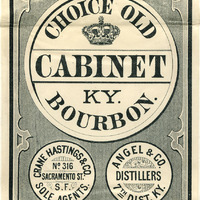 CHOICE OLD
CABINET
KY.
BOURBON.
CRANE, HASTINGS & CO.
No 316
SACRAMENTO ST.
S.F.
SOLE AGENTS.
ANGEL & CO.
DISTILLERS
7TH DIST. KY.